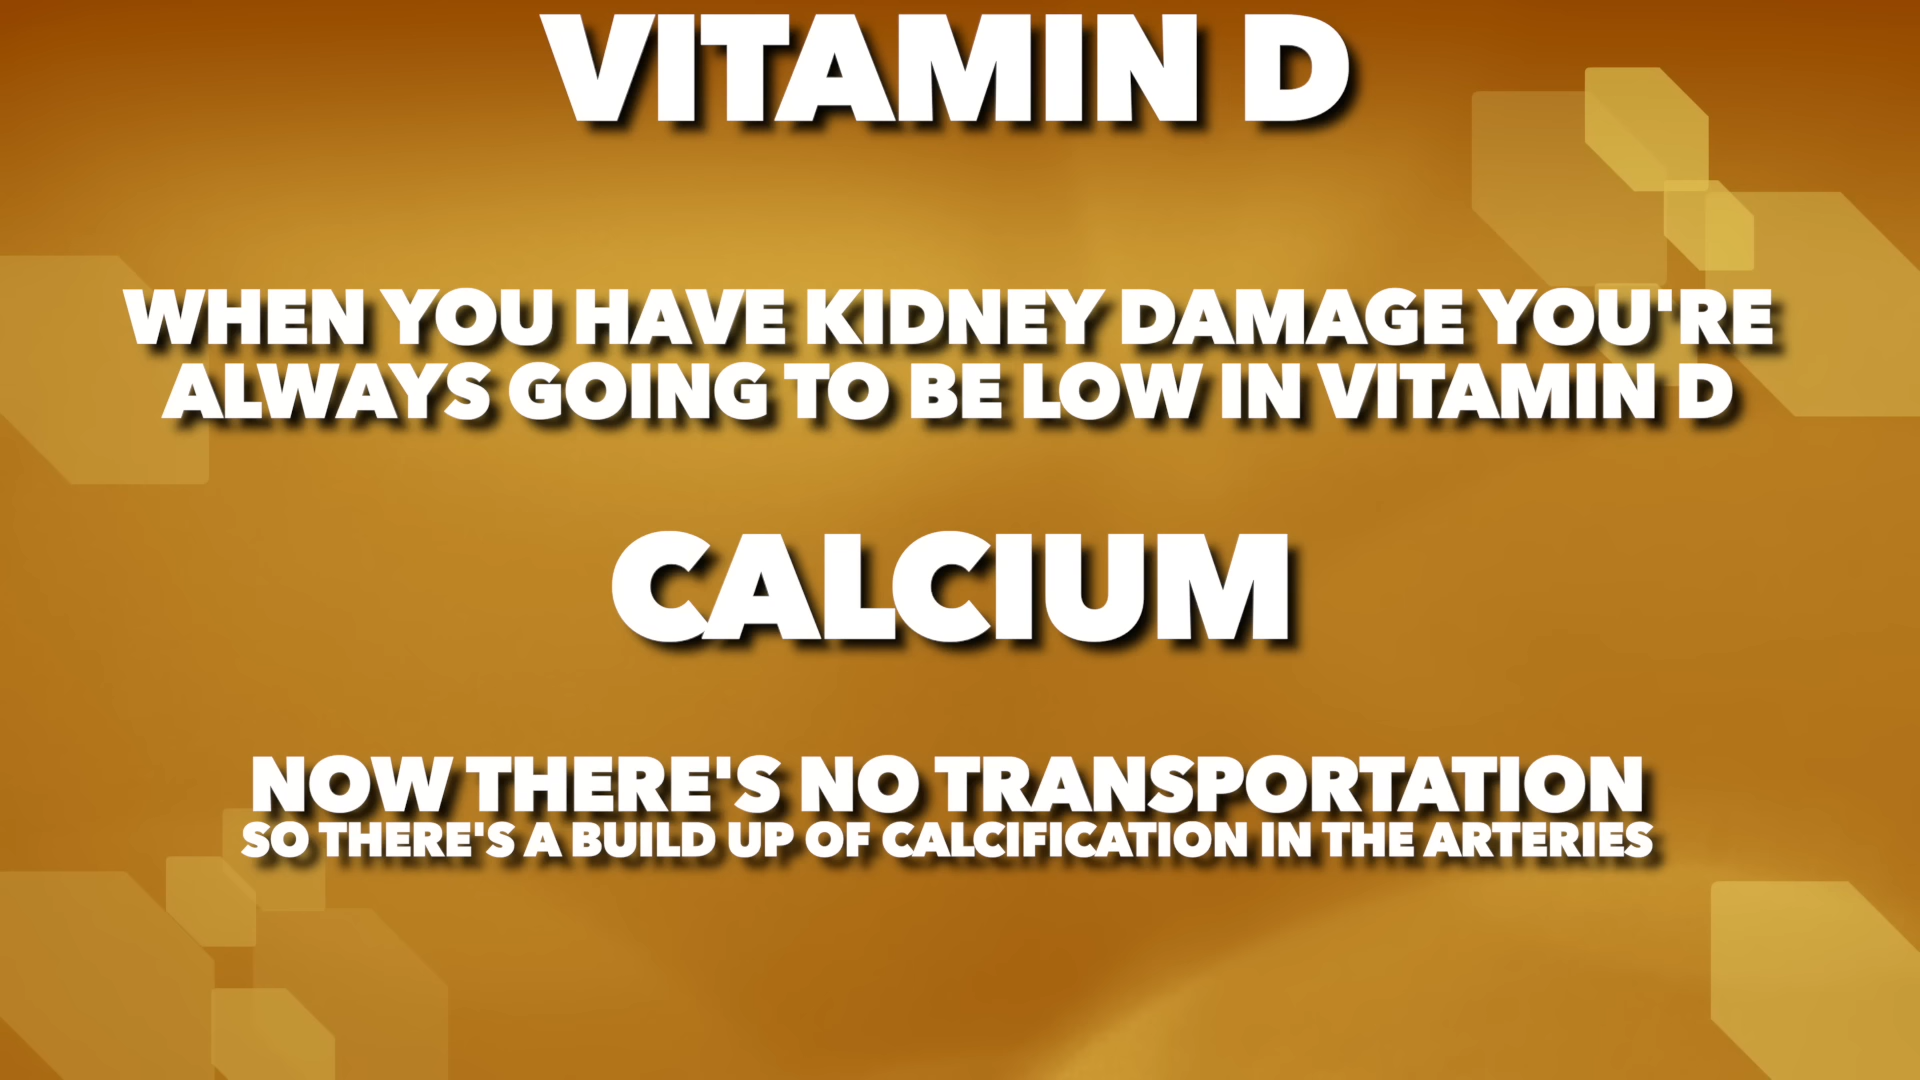 VITAMIN D
WHEN YOU HAVE KIDNEY DAMAGE YOU'RE
ALWAYS GOING TO BE LOW IN VITAMIN D
CALCIUM
NOW THERE'S NO TRANSPORTATION
SO THERE'S A BUILD UP OF CALCIFICATION IN THE ARTERIES